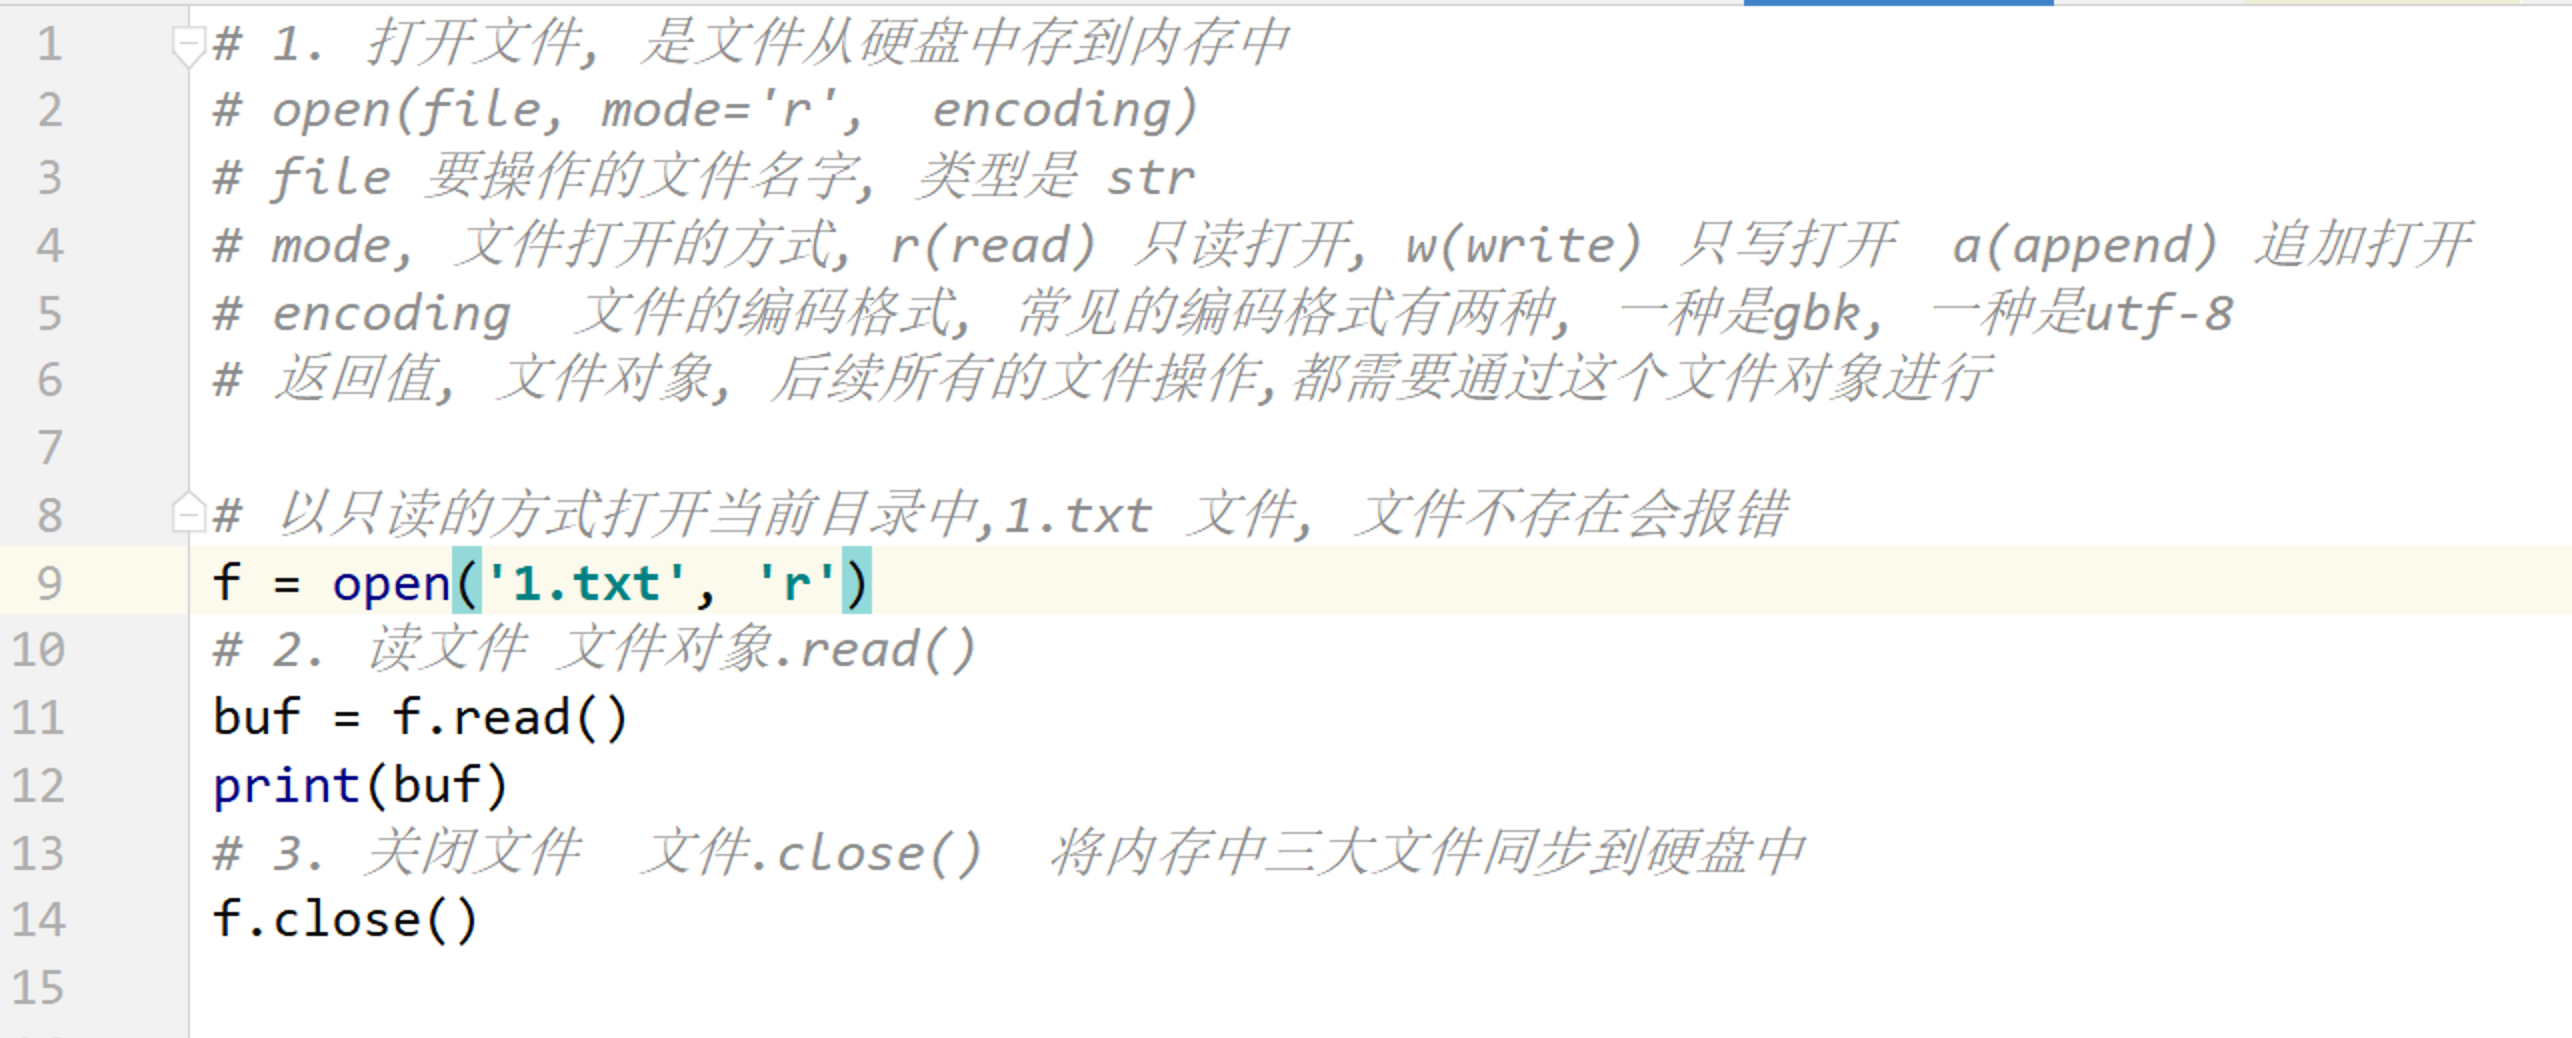 1 # 1. 打开文件, 是文件从硬盘中存到内存中
2 # open(file, mode='r',  encoding)
3 # file 要操作的文件名字, 类型是 str
4 # mode, 文件打开的方式, r(read) 只读打开, w(write) 只写打开  a(append) 追加打开
5 # encoding  文件的编码格式, 常见的编码格式有两种, 一种是gbk, 一种是utf-8
6 # 返回值, 文件对象, 后续所有的文件操作,都需要通过这个文件对象进行
7
8 # 以只读的方式打开当前目录中,1.txt 文件, 文件不存在会报错
9 f = open('1.txt', 'r')
10 # 2. 读文件 文件对象.read()
11 buf = f.read()
12 print(buf)
13 # 3. 关闭文件  文件.close()  将内存中三大文件同步到硬盘中
14 f.close()
15